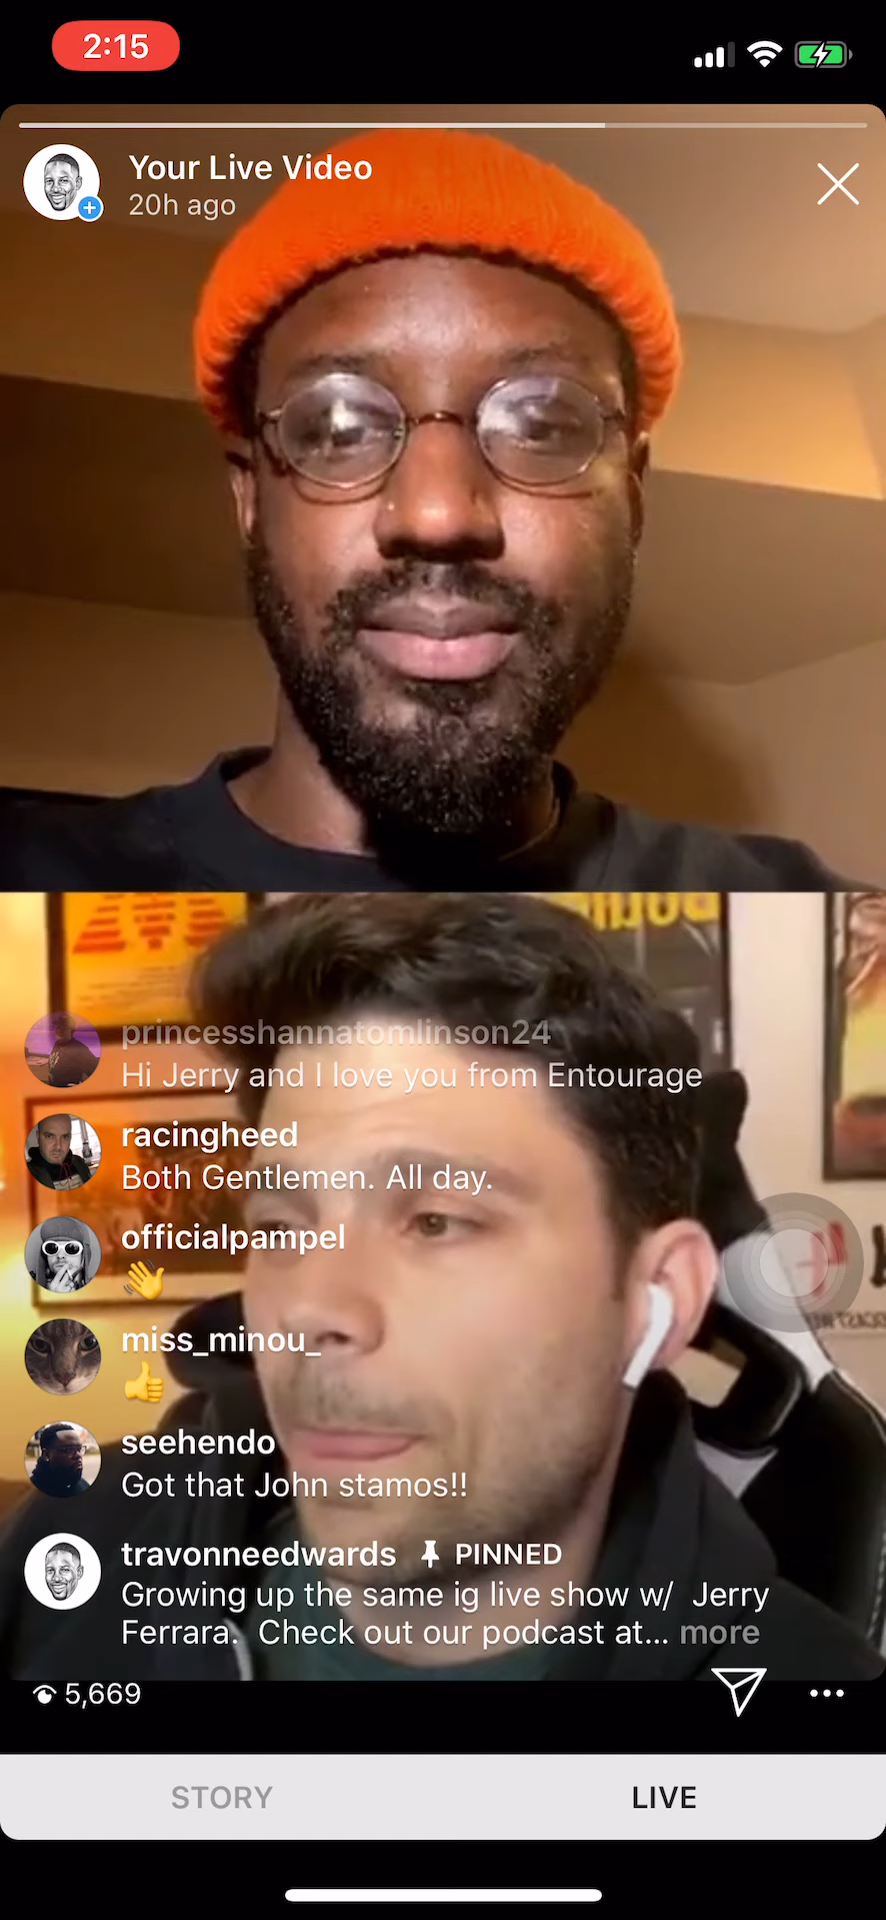 2:15
Your Live Video
20h ago
princesshannatomlinson24
Hi Jerry and I love you from Entourage
racingheed
Both Gentlemen. All day.
officialpampel
👋
miss_minou_
👍
seehendo
Got that John stamos!!
travonneedwards PINNED
Growing up the same ig live show w/ Jerry
Ferrara. Check out our podcast at... more
5,669
STORY
LIVE